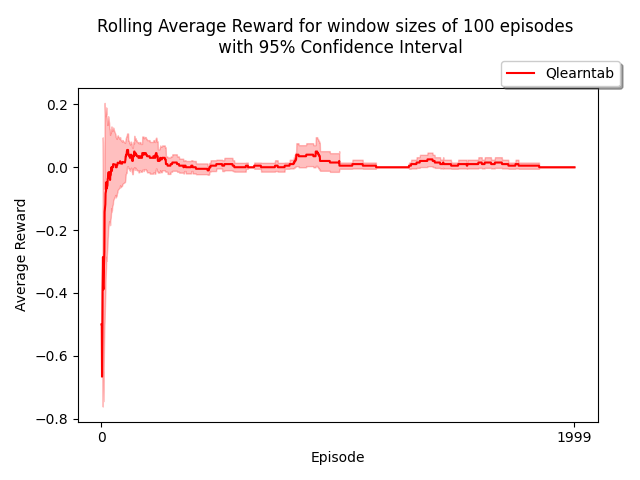 Rolling Average Reward for window sizes of 100 episodes
with 95% Confidence Interval
Qlearntab
0.2
0.0
−0.2
−0.4
−0.6
−0.8
Average Reward
0
1999
Episode